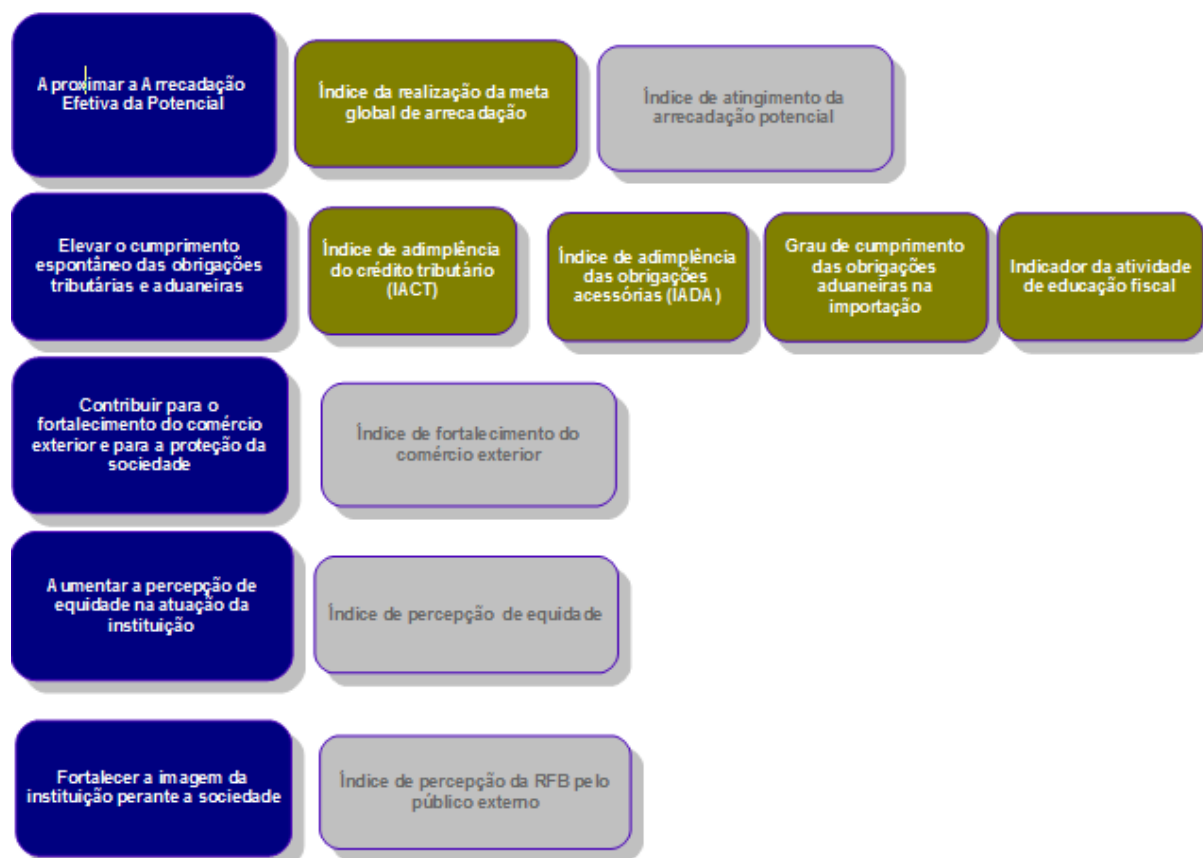 Aproximar a Arrecadação
Efetiva da Potencial
Índice da realização da meta
global de arrecadação
Índice de atingimento da
arrecadação potencial
Elevar o cumprimento
espontâneo das obrigações
tributárias e aduaneiras
Índice de adimplência
do crédito tributário
(IACT)
Índice de adimplência
das obrigações
acessórias (IADA)
Grau de cumprimento
das obrigações
aduaneiras na
importação
Indicador da atividade
de educação fiscal
Contribuir para o
fortalecimento do comércio
exterior e para a proteção da
sociedade
Índice de fortalecimento do
comércio exterior
Aumentar a percepção de
equidade na atuação da
instituição
Índice de percepção de equidade
Fortalecer a imagem da
instituição perante a sociedade
Índice de percepção da RFB pelo
público externo